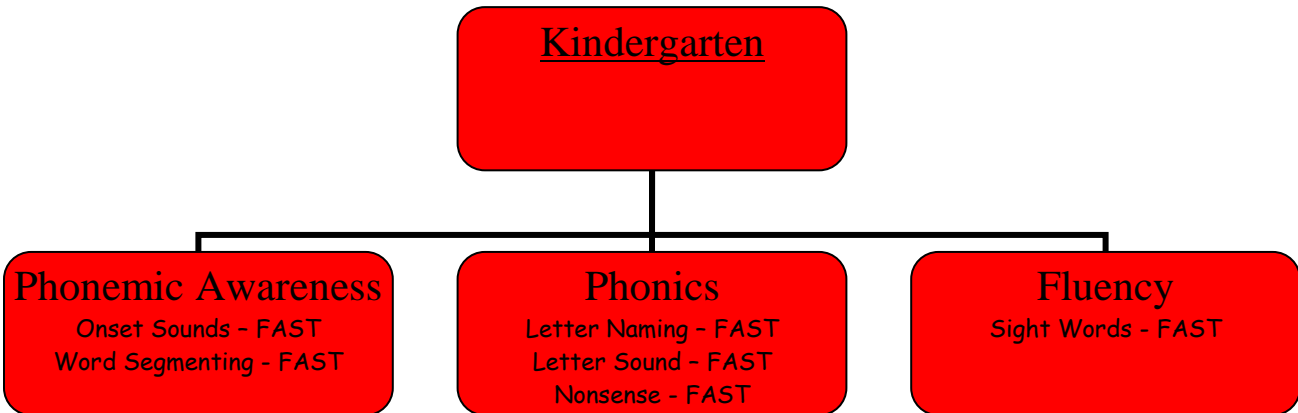 Kindergarten
Phonemic Awareness
Onset Sounds – FAST
Word Segmenting - FAST
Phonics
Letter Naming – FAST
Letter Sound – FAST
Nonsense - FAST
Fluency
Sight Words - FAST